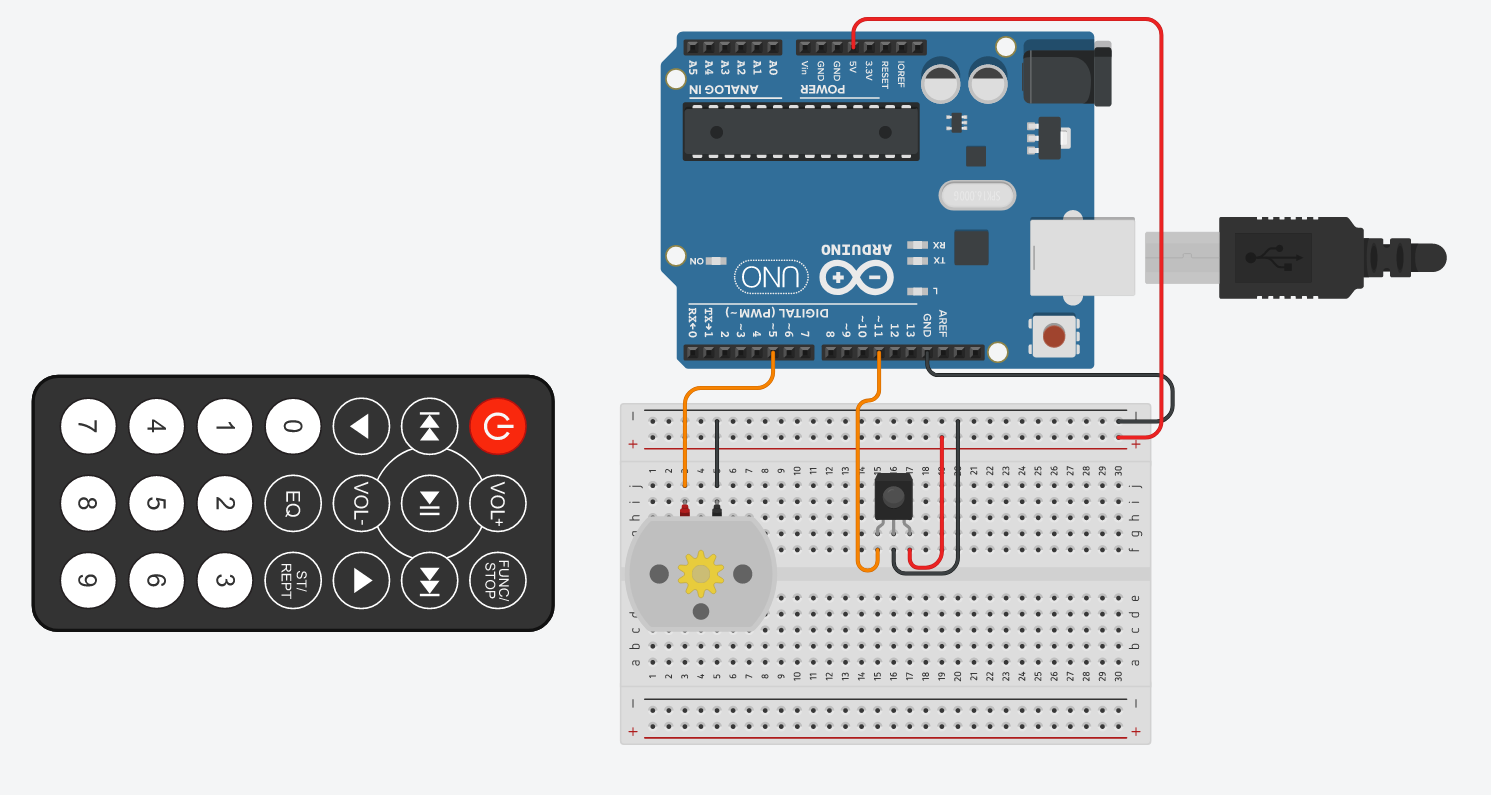 A5 A4 A3 A2 A1 A0
Vin GND GND 5V 3.3V RESET IOREF
ANALOG IN
POWER
RX
ARDUINO
ON
TX
UNO
L
DIGITAL (PWM~)
RX←0 TX→1 2 ~3 4 ~5 ~6 7 8 ~9 ~10 ~11 12 13 GND AREF
7 4 1 0
8 5 2 EQ VOL- VOL+
9 6 3 ST/ REPT FUNC/ STOP
− −
+ +
1 2 3 4 5 6 7 8 9 10 11 12 13 14 15 16 17 18 19 20 21 22 23 24 25 26 27 28 29 30
j j
i i
h h
g
f
e
d d
c c
b b
a a
1 2 3 4 5 6 7 8 9 10 11 12 13 14 15 16 17 18 19 20 21 22 23 24 25 26 27 28 29 30
− −
+ +